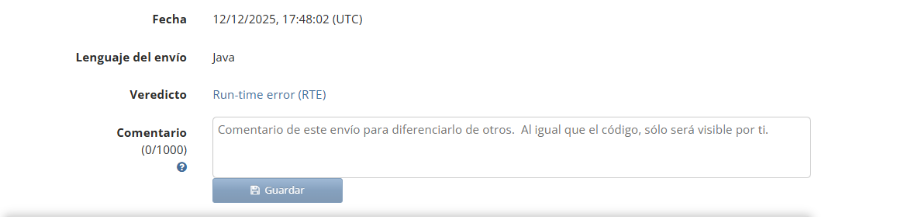 Fecha 12/12/2025, 17:48:02 (UTC)
Lenguaje del envío Java
Veredicto Run-time error (RTE)
Comentario
(0/1000)
?
Comentario de este envío para diferenciarlo de otros. Al igual que el código, sólo será visible por ti.
Guardar